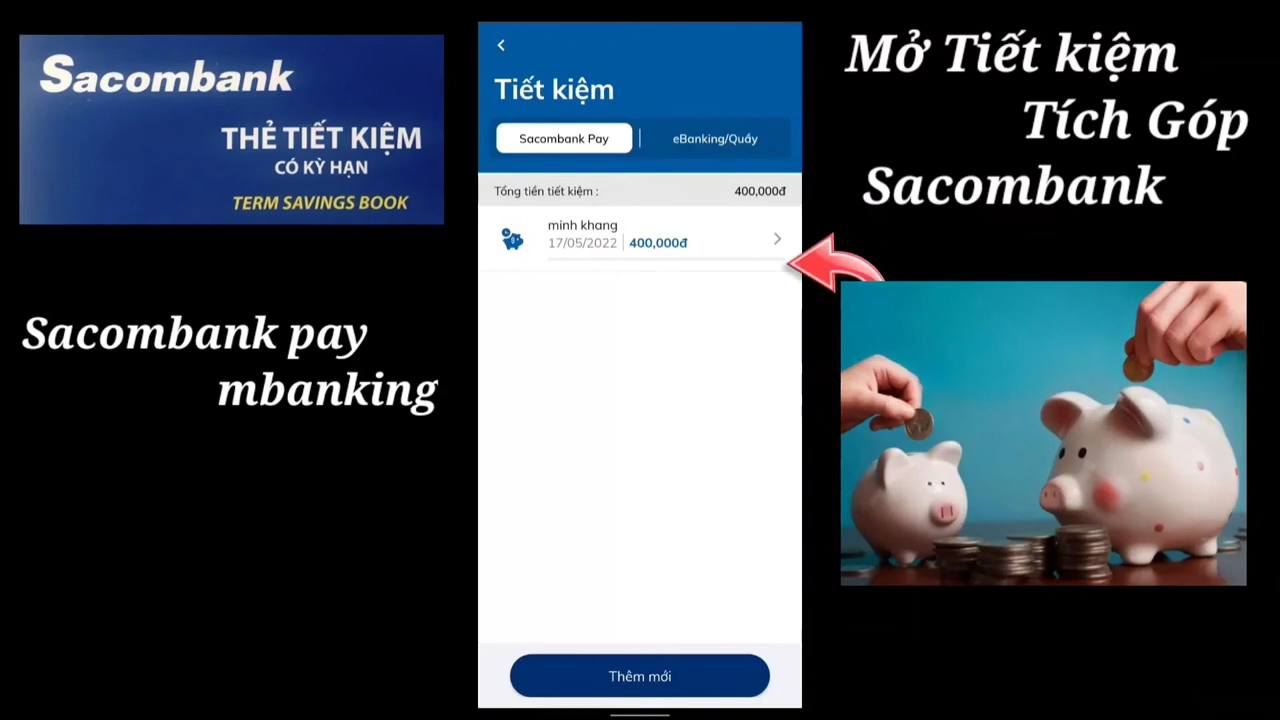 Sacombank
THẺ TIẾT KIỆM
CÓ KỲ HẠN
TERM SAVINGS BOOK
Sacombank pay
mbanking
Tiết kiệm
Sacombank Pay
eBanking/Quầy
Tổng tiền tiết kiệm :
400,000đ
minh khang
17/05/2022 400,000đ
Thêm mới
Mở Tiết kiệm
Tích Góp
Sacombank